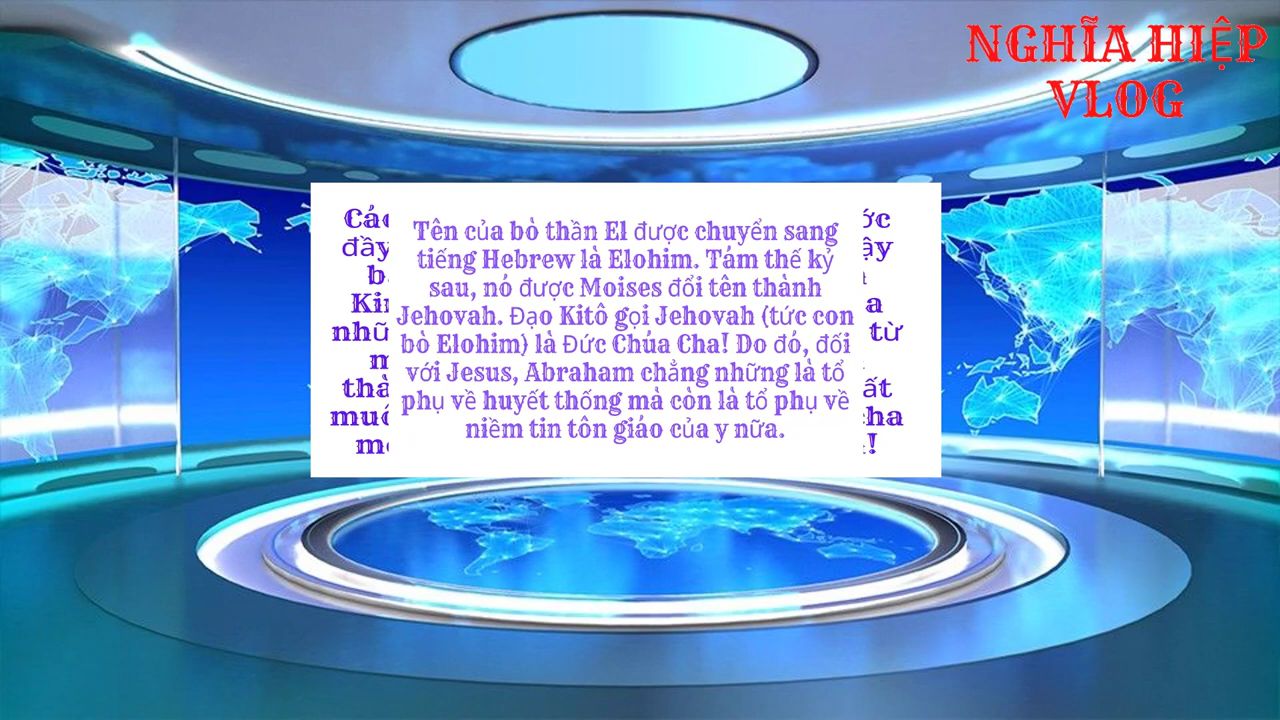 NGHĨA HIỆP
VLOG
Tên của bò thần El được chuyển sang
tiếng Hebrew là Elohim. Tám thế kỷ
sau, nó được Moises đổi tên thành
Jehovah. Đạo Kitô gọi Jehovah (tức con
bò Elohim) là Đức Chúa Cha! Do đó, đối
với Jesus, Abraham chẳng những là tổ
phụ về huyết thống mà còn là tổ phụ về
niềm tin tôn giáo của y nữa.